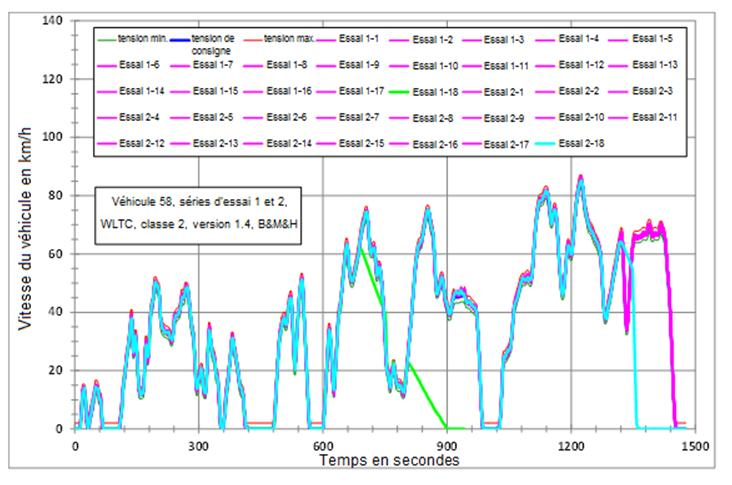 140
120
100
80
60
40
20
0
Vitesse du véhicule en km/h
tension min. tension de consigne tension max. Essai 1-1 Essai 1-2 Essai 1-3 Essai 1-4 Essai 1-5
Essai 1-6 Essai 1-7 Essai 1-8 Essai 1-9 Essai 1-10 Essai 1-11 Essai 1-12 Essai 1-13
Essai 1-14 Essai 1-15 Essai 1-16 Essai 1-17 Essai 1-18 Essai 2-1 Essai 2-2 Essai 2-3
Essai 2-4 Essai 2-5 Essai 2-6 Essai 2-7 Essai 2-8 Essai 2-9 Essai 2-10 Essai 2-11
Essai 2-12 Essai 2-13 Essai 2-14 Essai 2-15 Essai 2-16 Essai 2-17 Essai 2-18
Véhicule 58, séries d'essai 1 et 2,
WLTC, classe 2, version 1.4, B&M&H
0 300 600 900 1200 1500
Temps en secondes